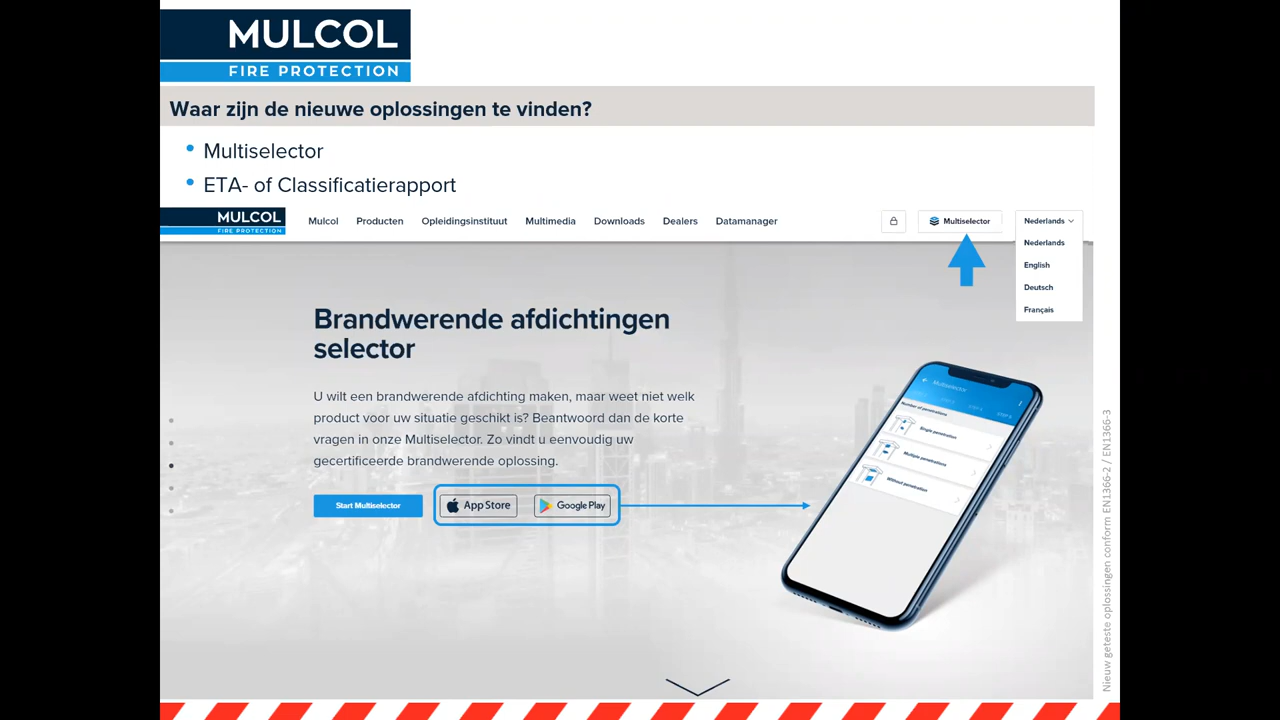 MULCOL
FIRE PROTECTION
Waar zijn de nieuwe oplossingen te vinden?
• Multiselector
• ETA- of Classificatierapport
MULCOL
FIRE PROTECTION
Mulcol Producten Opleidingsinstituut Multimedia Downloads Dealers Datamanager
Multiselector
Nederlands
Nederlands
English
Deutsch
Français
Brandwerende afdichtingen
selector
U wilt een brandwerende afdichting maken, maar weet niet welk
product voor uw situatie geschikt is? Beantwoord dan de korte
vragen in onze Multiselector. Zo vindt u eenvoudig uw
gecertificeerde brandwerende oplossing.
Start Multiselector
App Store
Google Play
Multiselector
Number of penetrations
Single penetration
Multiple penetrations
Without penetration
Nieuw geteste oplossingen conform EN1366-2 / EN1366-3